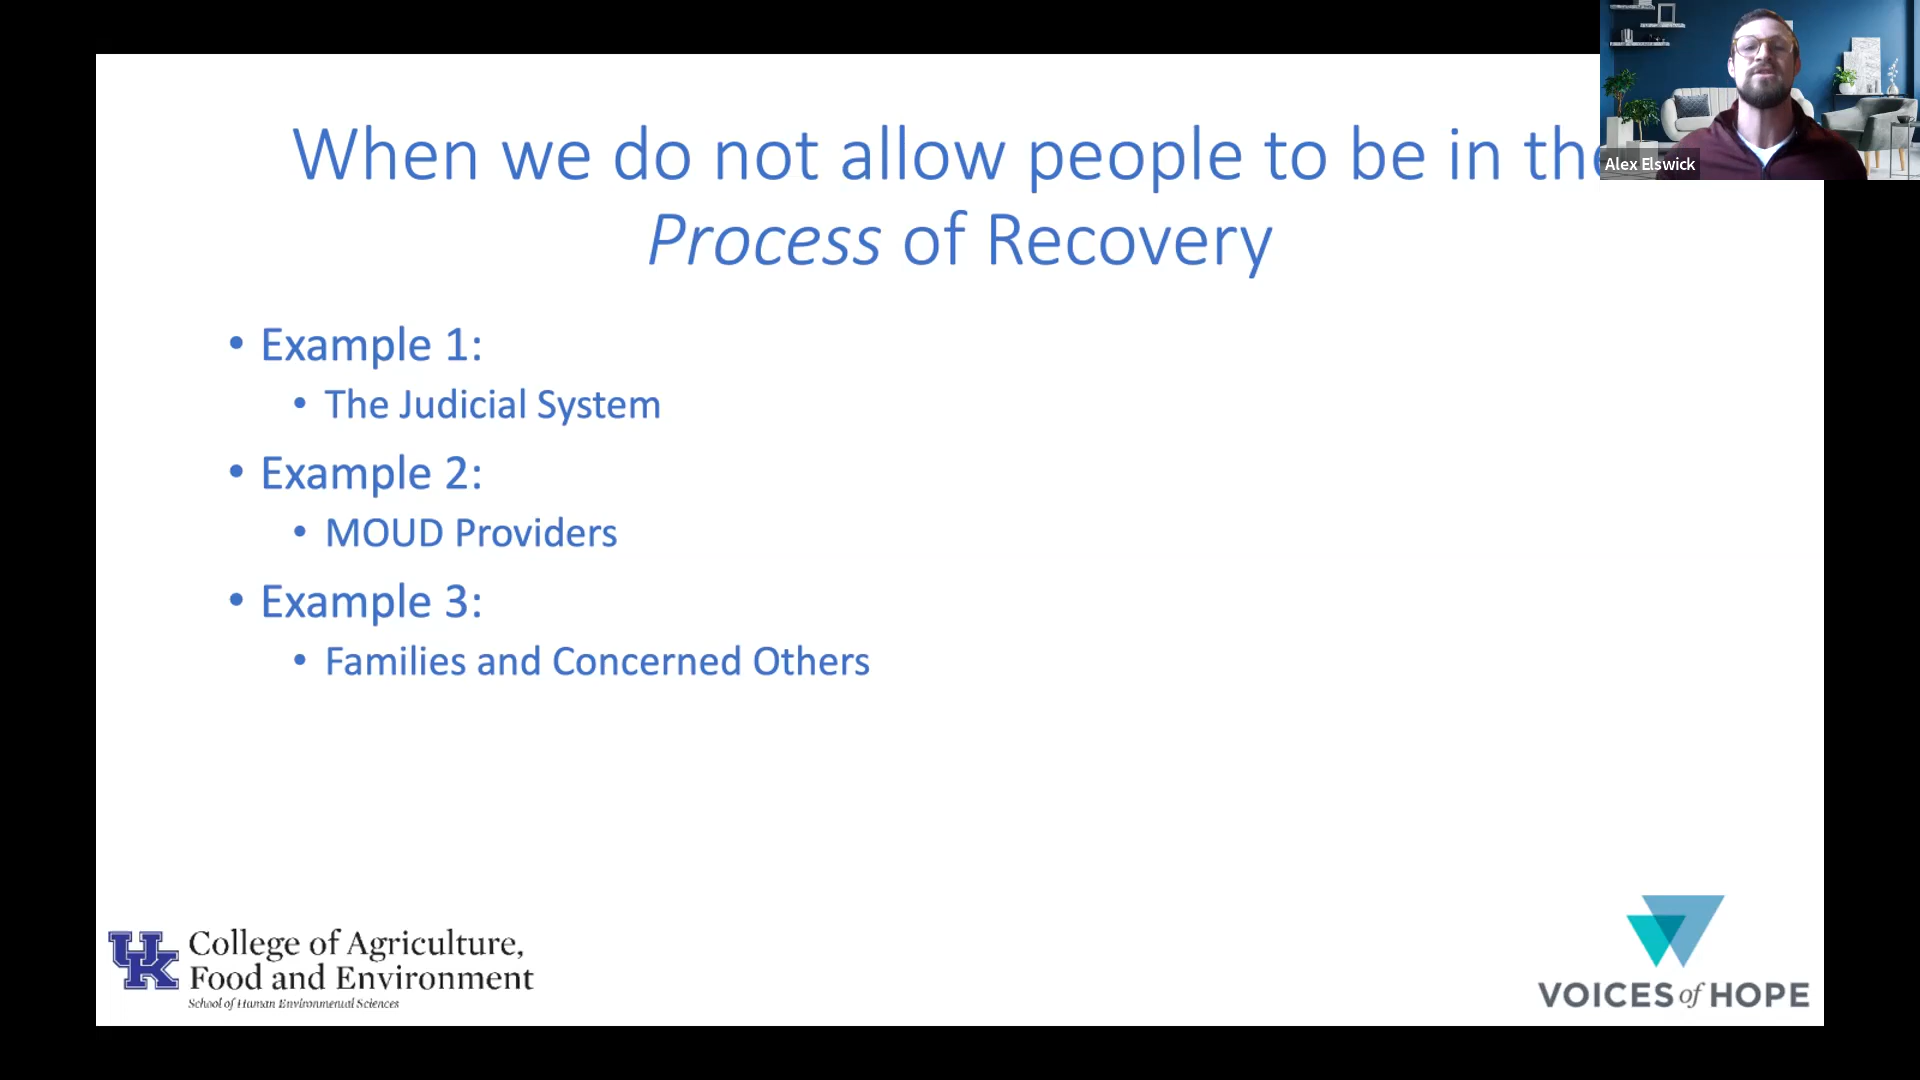 When we do not allow people to be in the
Process of Recovery
• Example 1:
• The Judicial System
• Example 2:
• MOUD Providers
• Example 3:
• Families and Concerned Others
Alex Elswick
UK
College of Agriculture,
Food and Environment
School of Human Environmental Sciences
VOICES of HOPE